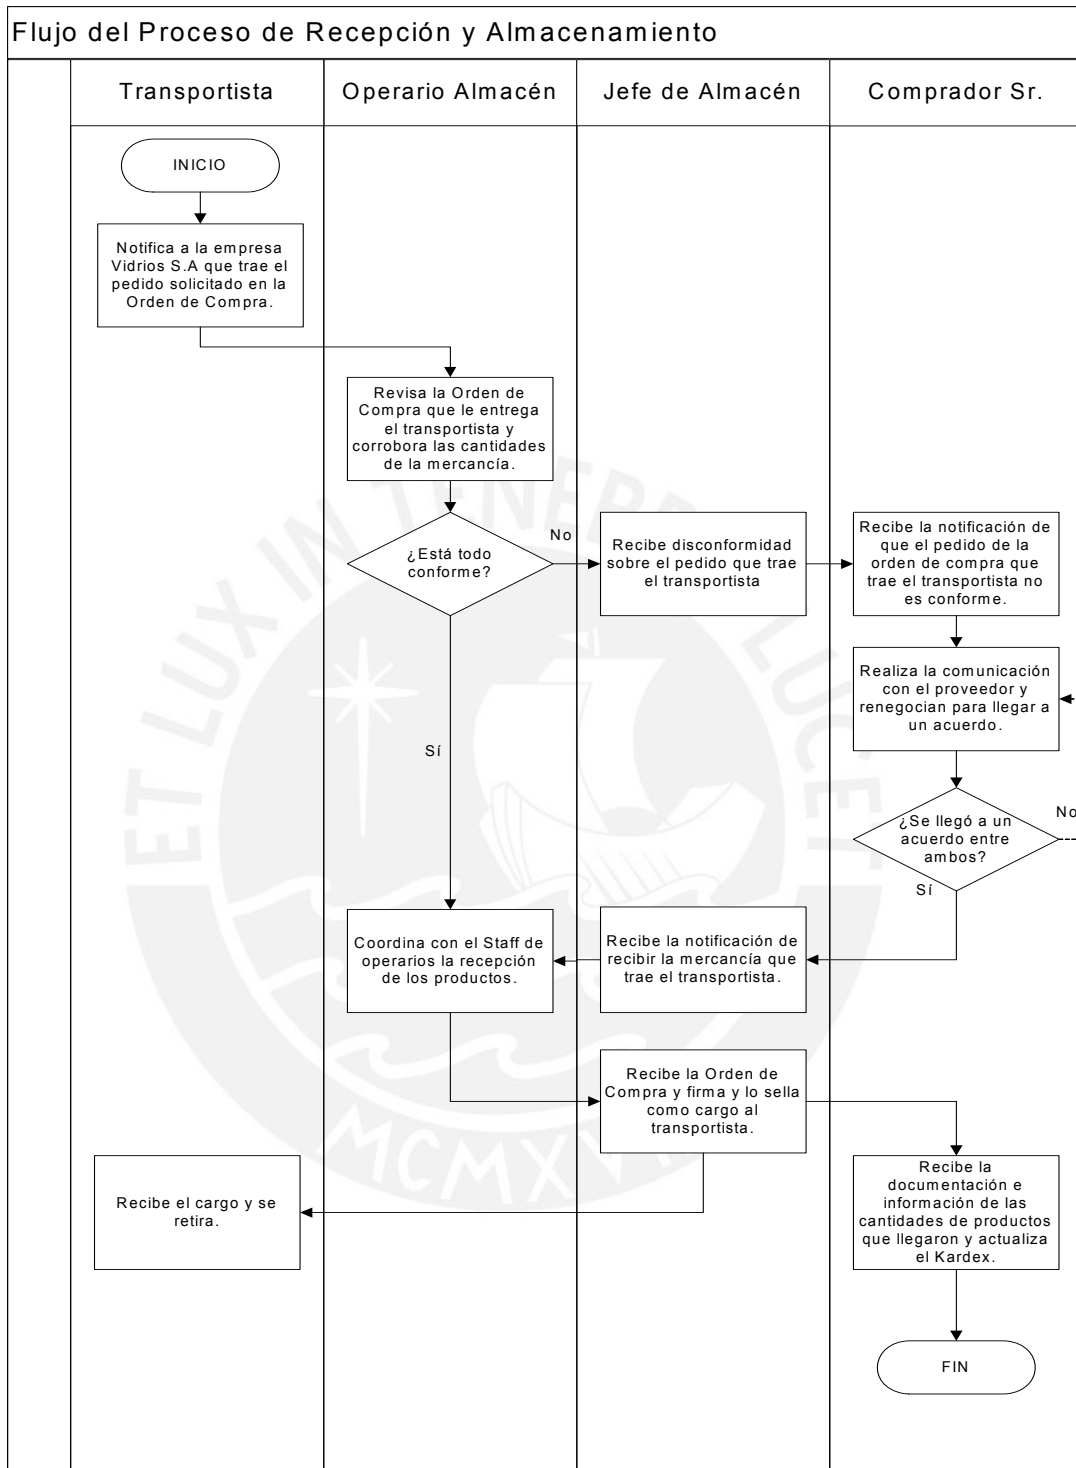 Flujo del Proceso de Recepción y Almacenamiento
Transportista
Operario Almacén
Jefe de Almacén
Comprador Sr.
INICIO
Notifica a la empresa
Vidrios S.A que trae el
pedido solicitado en la
Orden de Compra.
Revisa la Orden de
Compra que le entrega
el transportista y
corrobora las cantidades
de la mercancía.
¿Está todo
conforme?
No
Recibe disconformidad
sobre el pedido que trae
el transportista
Recibe la notificación de
que el pedido de la
orden de compra que
trae el transportista no
es conforme.
Realiza la comunicación
con el proveedor y
renegocian para llegar a
un acuerdo.
Sí
¿Se llegó a un
acuerdo entre
ambos?
No
Sí
Coordina con el Staff de
operarios la recepción
de los productos.
Recibe la notificación de
recibir la mercancía que
trae el transportista.
Recibe la Orden de
Compra y firma y lo sella
como cargo al
transportista.
Recibe el cargo y se
retira.
Recibe la
documentación e
información de las
cantidades de productos
que llegaron y actualiza
el Kardex.
FIN
ET LUX IN TENEBRIS LUCET